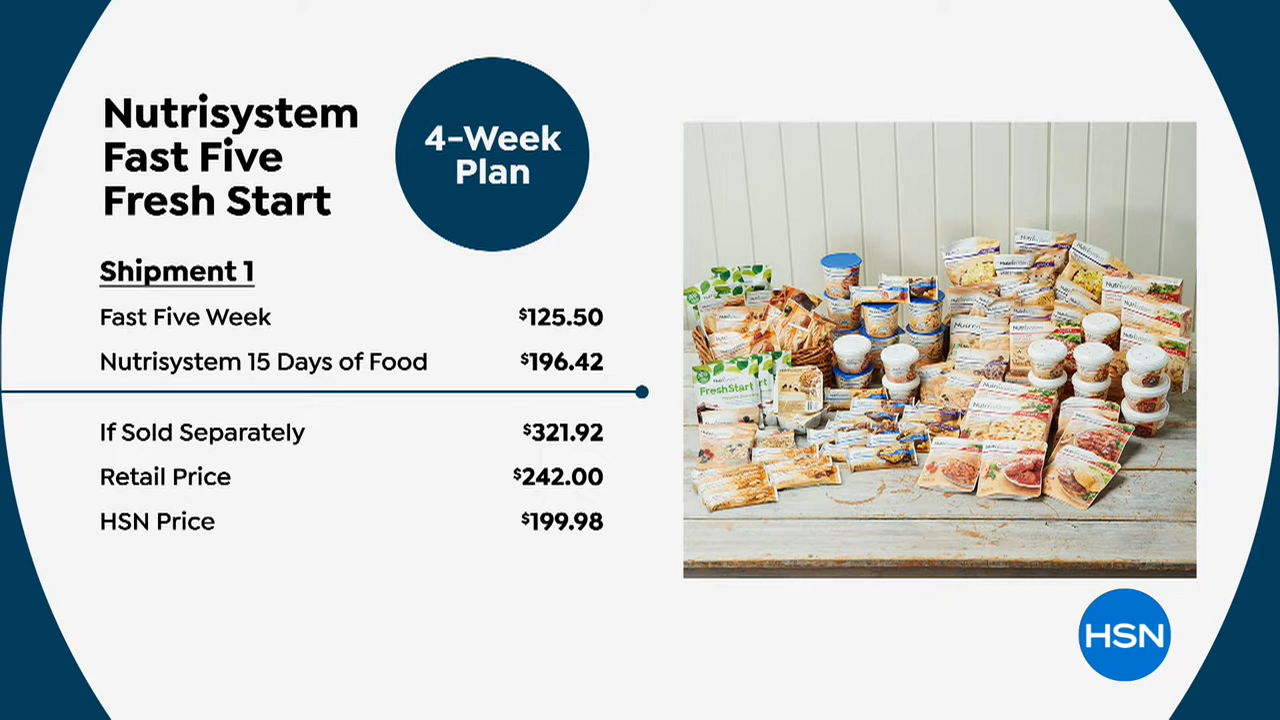 Nutrisystem
Fast Five
Fresh Start
4-Week
Plan
Shipment 1
Fast Five Week $125.50
Nutrisystem 15 Days of Food $196.42
If Sold Separately $321.92
Retail Price $242.00
HSN Price $199.98
FreshStart
HSN